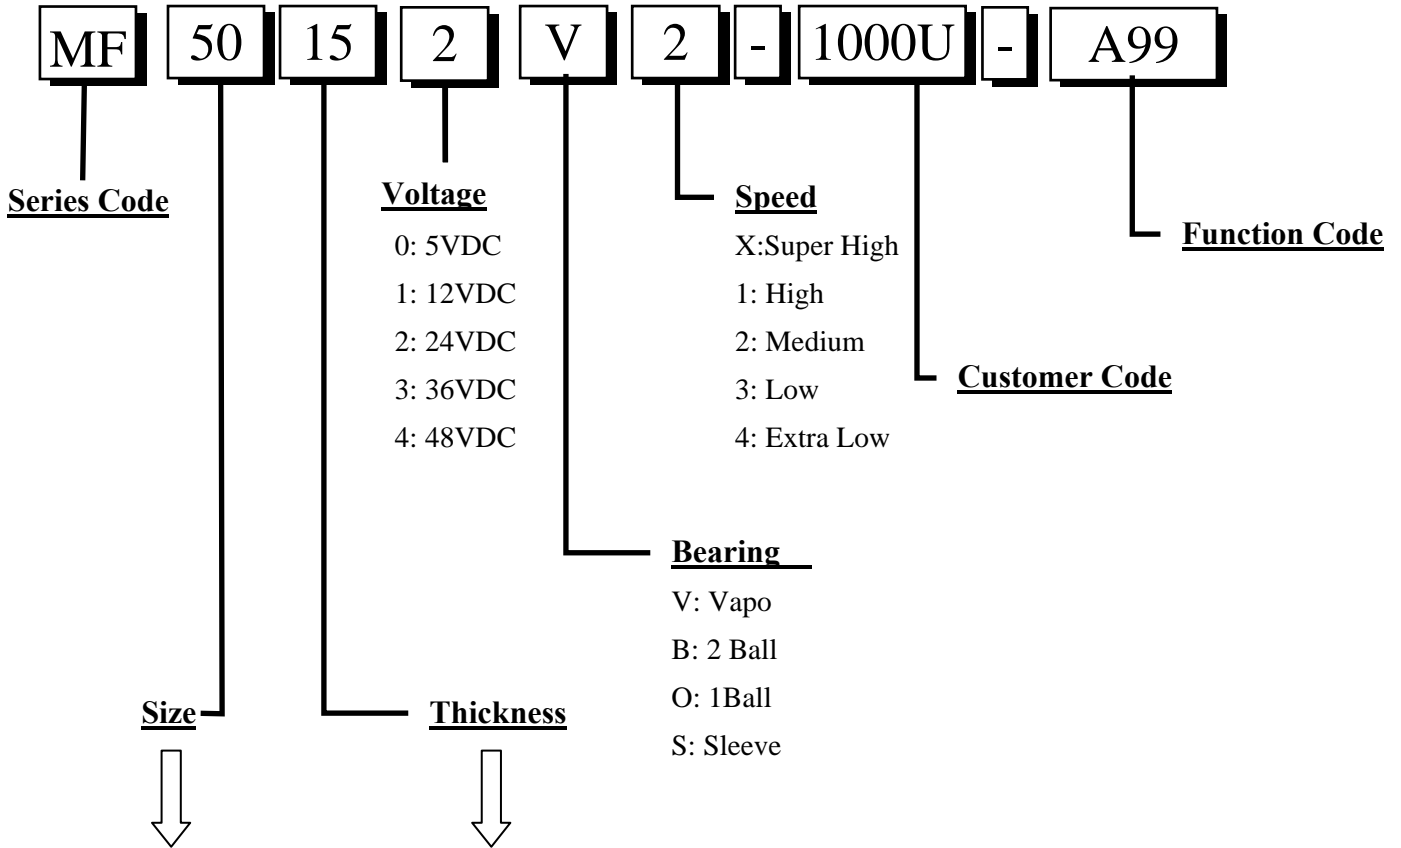 MF 50 15 2 V 2 - 1000U - A99
Series Code
Voltage
0: 5VDC
1: 12VDC
2: 24VDC
3: 36VDC
4: 48VDC
Speed
X:Super High
1: High
2: Medium
3: Low
4: Extra Low
Function Code
Customer Code
Bearing
V: Vapo
B: 2 Ball
O: 1Ball
S: Sleeve
Size
Thickness